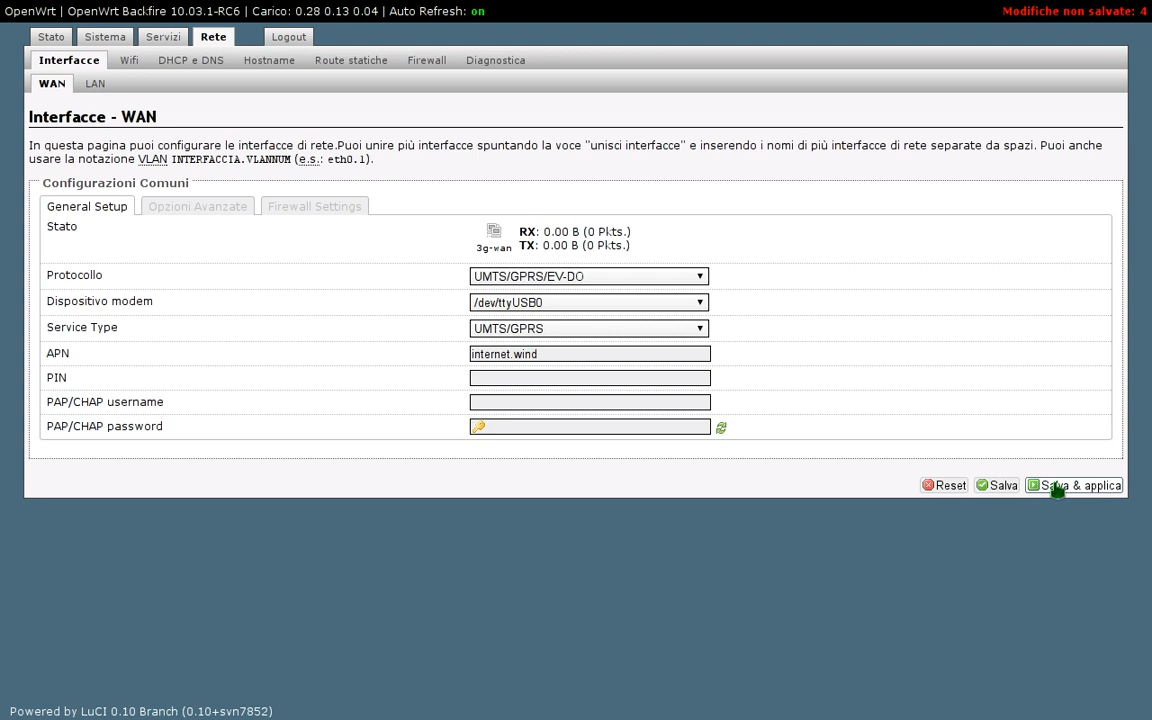 OpenWrt | OpenWrt Backfire 10.03.1-RC6 | Carico: 0.28 0.13 0.04 | Auto Refresh: on
Modifiche non salvate: 4
Stato Sistema Servizi Rete Logout
Interfacce Wifi DHCP e DNS Hostname Route statiche Firewall Diagnostica
WAN LAN
Interfacce - WAN
In questa pagina puoi configurare le interfacce di rete.Puoi unire più interfacce spuntando la voce "unisci interfacce" e inserendo i nomi di più interfacce di rete separate da spazi. Puoi anche
usare la notazione VLAN INTERFACCIA.VLANNUM (e.s.: eth0.1).
Configurazioni Comuni
General Setup Opzioni Avanzate Firewall Settings
Stato
RX: 0.00 B (0 Pkts.)
3g-wan TX: 0.00 B (0 Pkts.)
Protocollo UMTS/GPRS/EV-DO
Dispositivo modem /dev/ttyUSB0
Service Type UMTS/GPRS
APN internet.wind
PIN
PAP/CHAP username
PAP/CHAP password
Reset Salva Salva & applica
Powered by LuCI 0.10 Branch (0.10+svn7852)